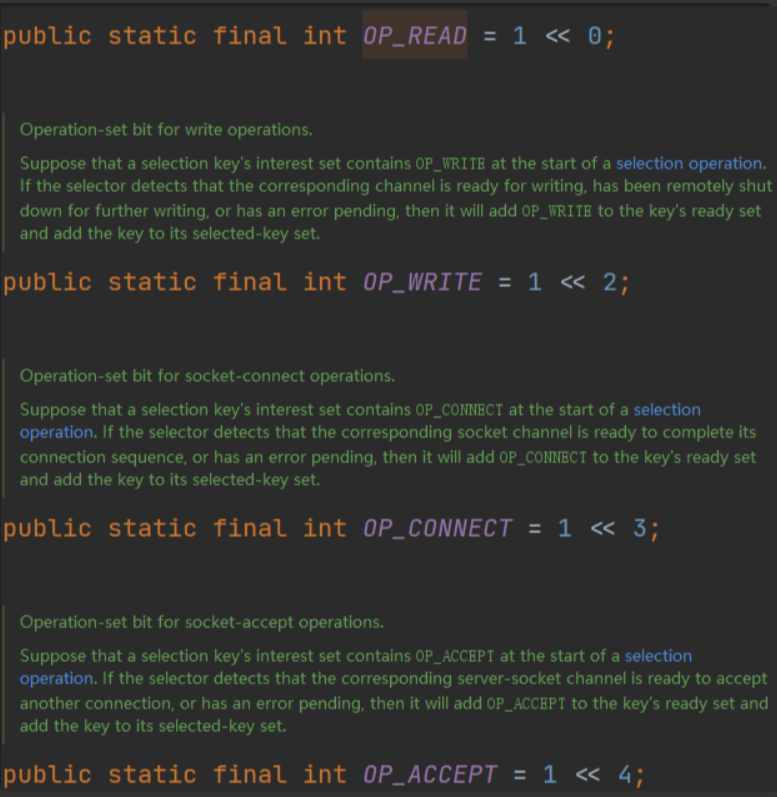 public static final int OP_READ = 1 << 0;
Operation-set bit for write operations.
Suppose that a selection key's interest set contains OP_WRITE at the start of a selection operation.
If the selector detects that the corresponding channel is ready for writing, has been remotely shut
down for further writing, or has an error pending, then it will add OP_WRITE to the key's ready set
and add the key to its selected-key set.
public static final int OP_WRITE = 1 << 2;
Operation-set bit for socket-connect operations.
Suppose that a selection key's interest set contains OP_CONNECT at the start of a selection
operation. If the selector detects that the corresponding socket channel is ready to complete its
connection sequence, or has an error pending, then it will add OP_CONNECT to the key's ready set
and add the key to its selected-key set.
public static final int OP_CONNECT = 1 << 3;
Operation-set bit for socket-accept operations.
Suppose that a selection key's interest set contains OP_ACCEPT at the start of a selection
operation. If the selector detects that the corresponding server-socket channel is ready to accept
another connection, or has an error pending, then it will add OP_ACCEPT to the key's ready set and
add the key to its selected-key set.
public static final int OP_ACCEPT = 1 << 4;